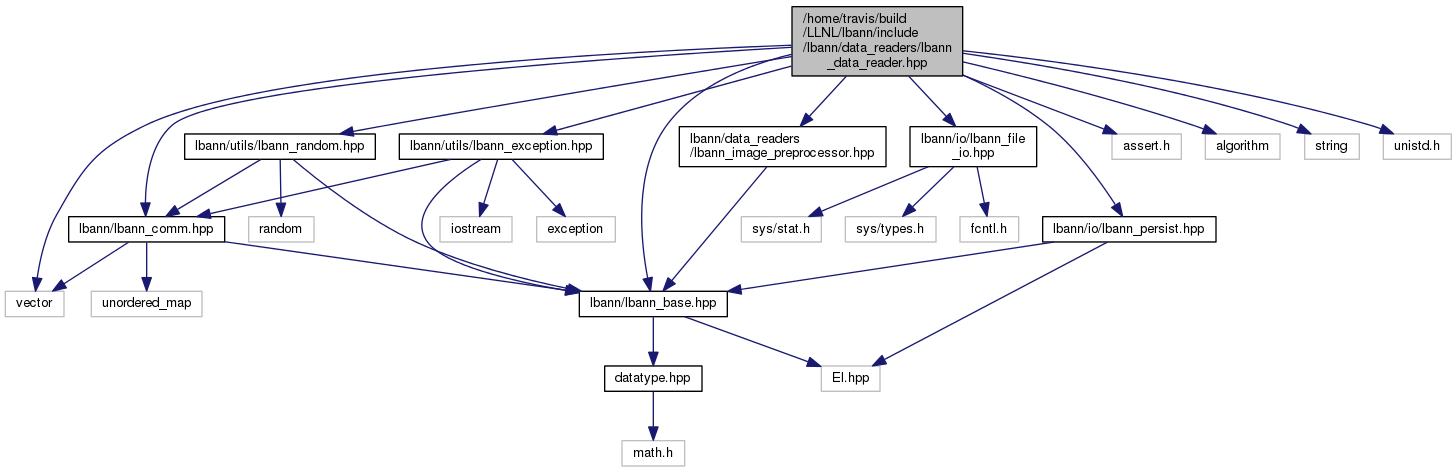 /home/travis/build
/LLNL/lbann/include
/lbann/data_readers/lbann
_data_reader.hpp
lbann/utils/lbann_random.hpp
lbann/utils/lbann_exception.hpp
lbann/data_readers
/lbann_image_preprocessor.hpp
lbann/io/lbann_file
_io.hpp
assert.h
algorithm
string
unistd.h
lbann/lbann_comm.hpp
random
iostream
exception
sys/stat.h
sys/types.h
fcntl.h
lbann/io/lbann_persist.hpp
vector
unordered_map
lbann/lbann_base.hpp
datatype.hpp
El.hpp
math.h